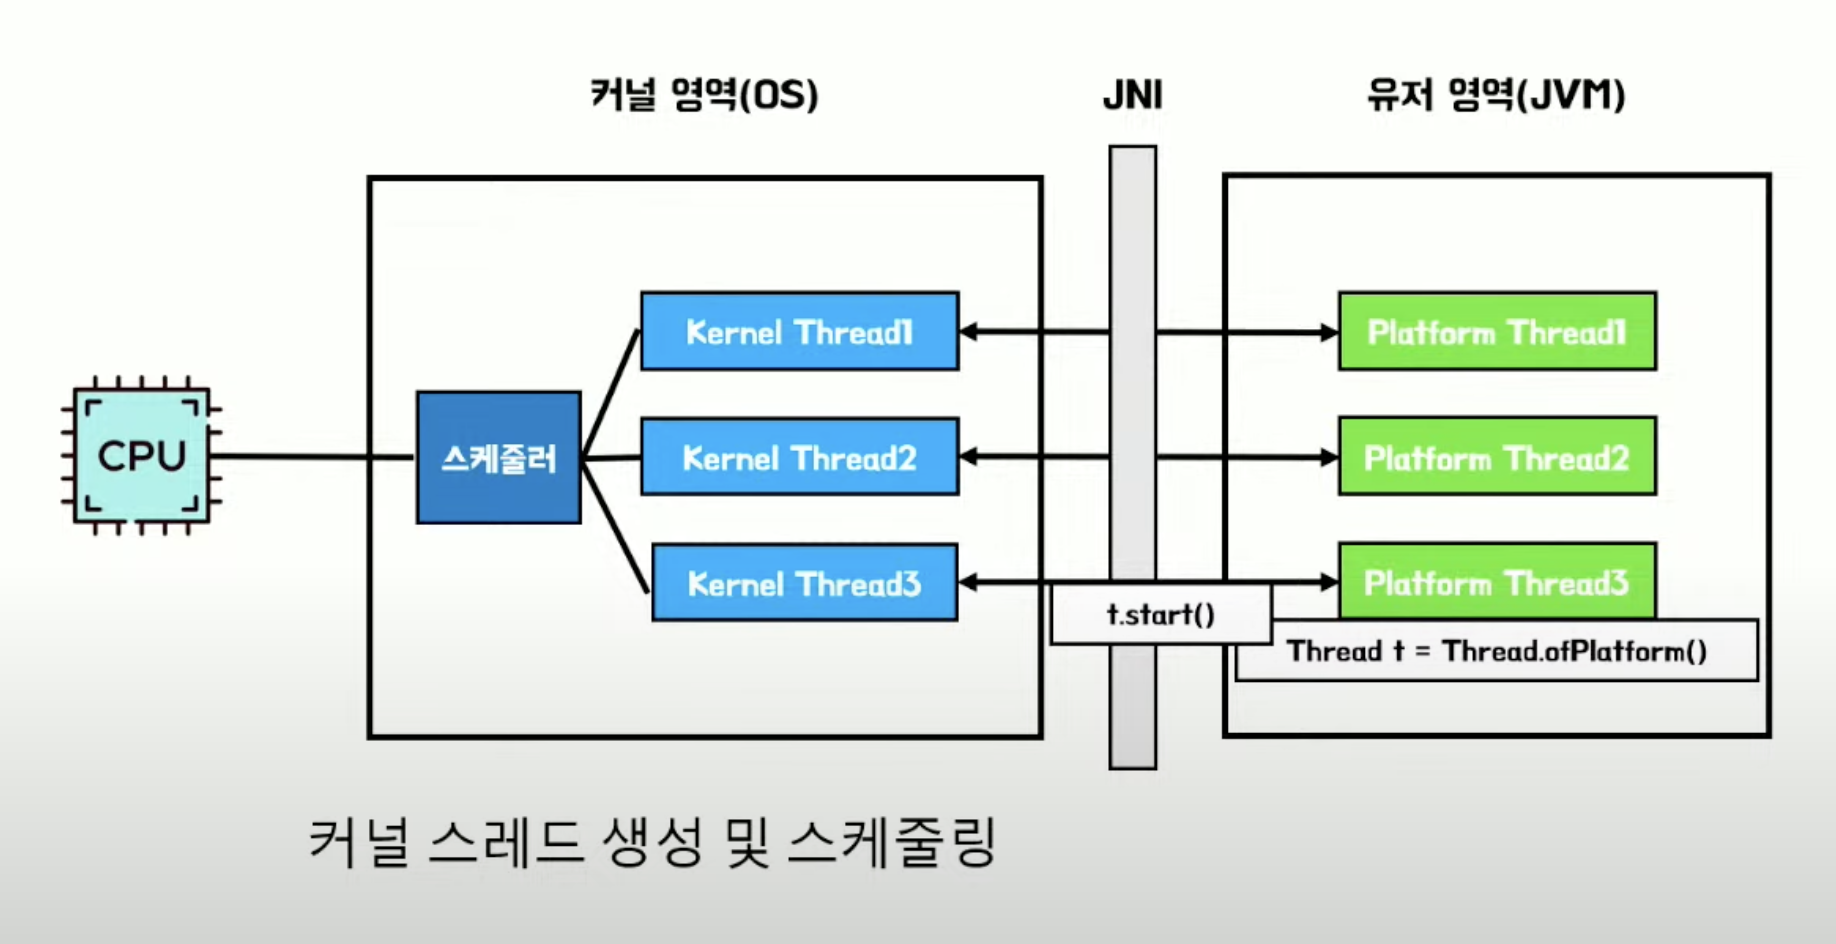 커널 영역(OS)
JNI
유저 영역(JVM)
CPU
스케줄러
Kernel Thread1
Kernel Thread2
Kernel Thread3
Platform Thread1
Platform Thread2
Platform Thread3
t.start()
Thread t = Thread.ofPlatform()
커널 스레드 생성 및 스케줄링